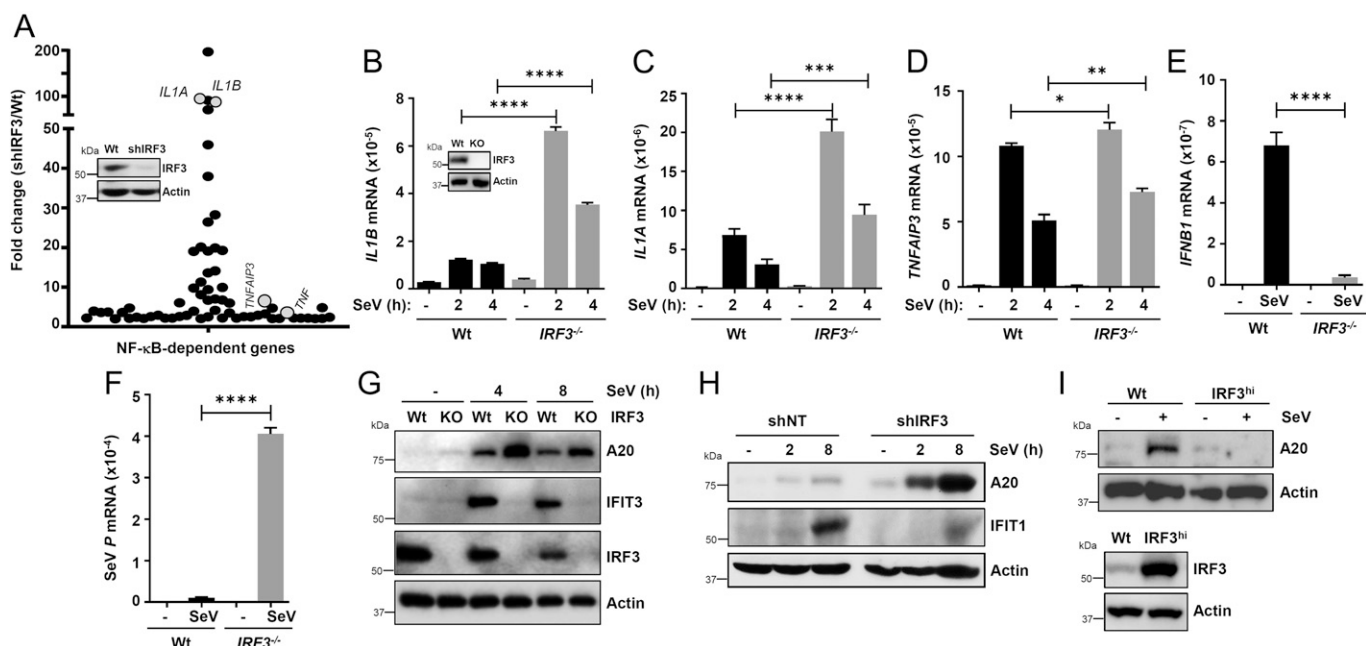 A
Fold change (shIRF3/Wt)
200
150
100
50
40
30
20
10
0
IL1A
IL1B
kDa
Wt shIRF3
50
IRF3
37
Actin
TNFAIP3
TNF
NF-κB-dependent genes
B
IL1B mRNA (x10-5)
8
6
4
2
0
****
****
kDa
Wt KO
50
IRF3
37
Actin
SeV (h): - 2 4 - 2 4
Wt IRF3-/-
C
IL1A mRNA (x10-6)
25
20
15
10
5
0
***
****
SeV (h): - 2 4 - 2 4
Wt IRF3-/-
D
TNFAIP3 mRNA (x10-5)
15
10
5
0
**
*
SeV (h): - 2 4 - 2 4
Wt IRF3-/-
E
IFNB1 mRNA (x10-7)
8
6
4
2
0
****
- SeV - SeV
Wt IRF3-/-
F
SeV P mRNA (x10-4)
5
4
3
2
1
0
****
- SeV - SeV
Wt IRF3-/-
G
- 4 8 SeV (h)
Wt KO Wt KO Wt KO IRF3
kDa
75
A20
IFIT3
50
50
IRF3
37
Actin
H
shNT shIRF3
- 2 8 - 2 8 SeV (h)
kDa
75
A20
IFIT1
50
37
Actin
I
Wt IRF3hi
- + - + SeV
kDa
75
A20
37
Actin
kDa
Wt IRF3hi
50
IRF3
37
Actin